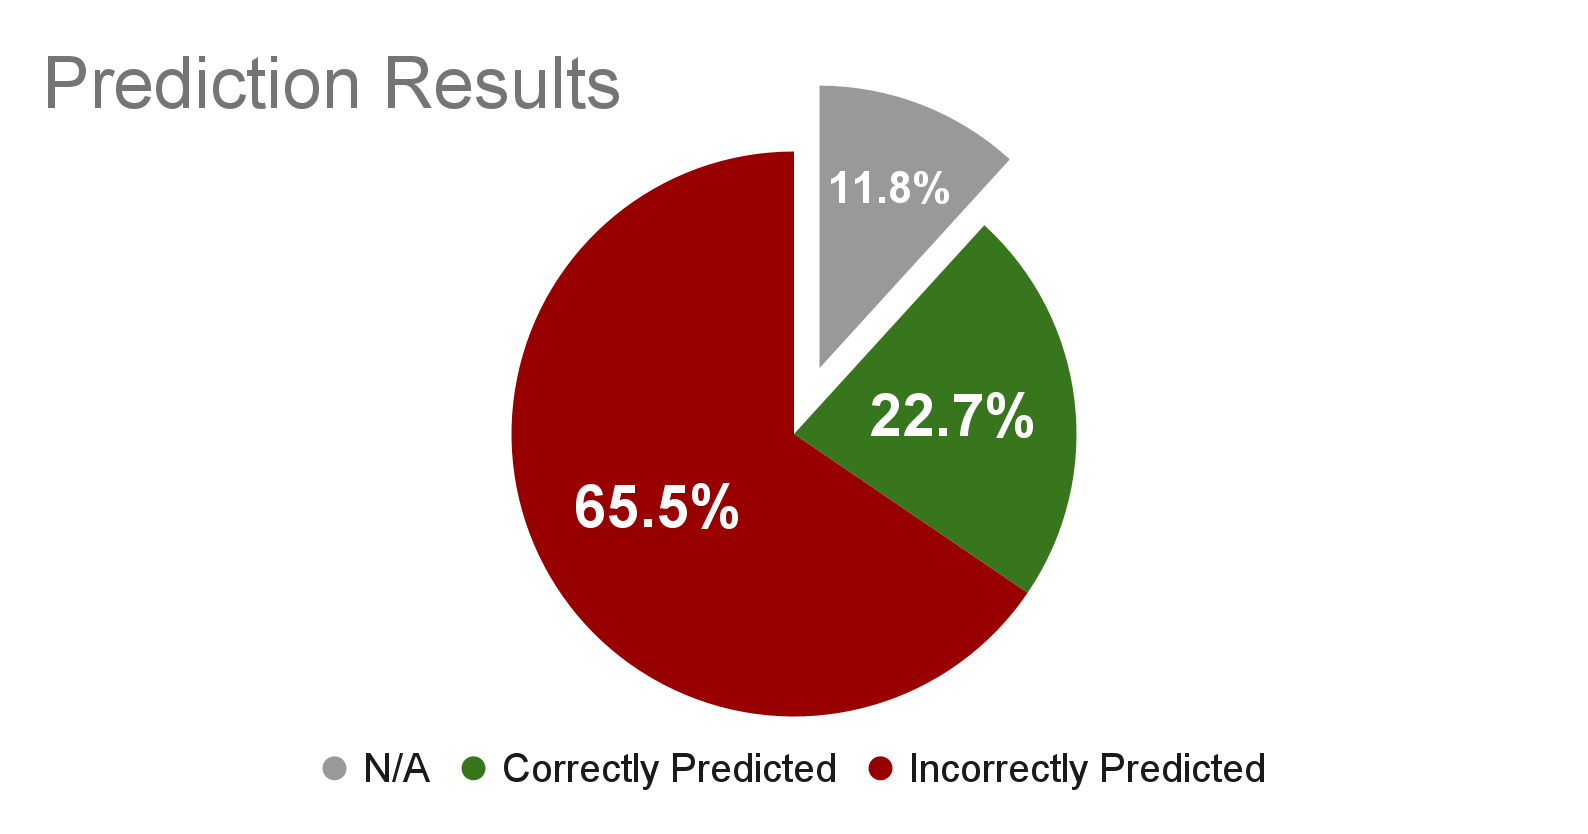 Prediction Results
11.8%
22.7%
65.5%
N/A Correctly Predicted Incorrectly Predicted